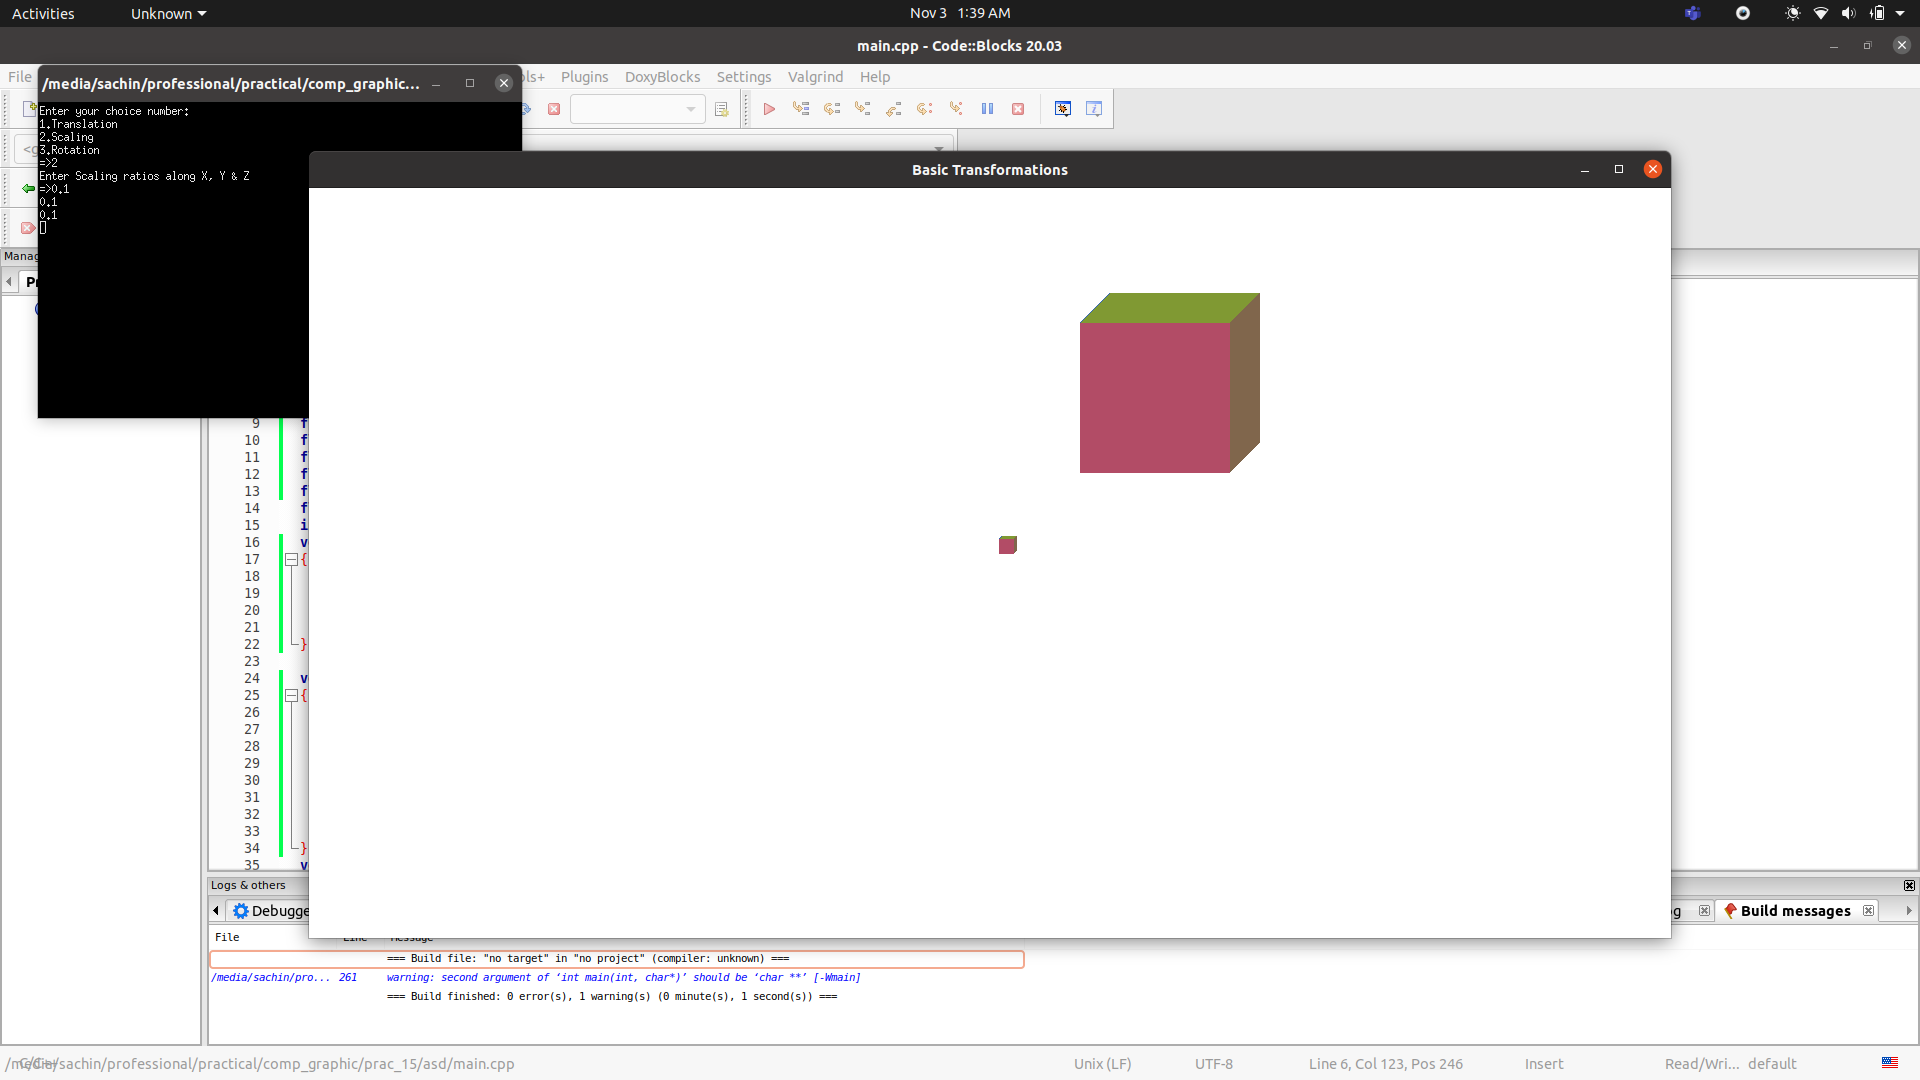 Activities
Unknown
Nov 3 1:39 AM
main.cpp - Code::Blocks 20.03
File
Plugins DoxyBlocks Settings Valgrind Help
/media/sachin/professional/practical/comp_graphic...
Enter your choice number:
1.Translation
2.Scaling
3.Rotation
=>2
Enter Scaling ratios along X, Y & Z
=>0.1
0.1
0.1
Basic Transformations
9
10
11
12
13
14
15
16
17 {
18
19
20
21
22 }
23
24
25 {
26
27
28
29
30
31
32
33
34 }
35
Logs & others
Build messages
File Line Message
=== Build file: "no target" in "no project" (compiler: unknown) ===
/media/sachin/pro... 261 warning: second argument of ‘int main(int, char*)’ should be ‘char **’ [-Wmain]
=== Build finished: 0 error(s), 1 warning(s) (0 minute(s), 1 second(s)) ===
/media/sachin/professional/practical/comp_graphic/prac_15/asd/main.cpp
Unix (LF)
UTF-8
Line 6, Col 123, Pos 246
Insert
Read/Wri...
default